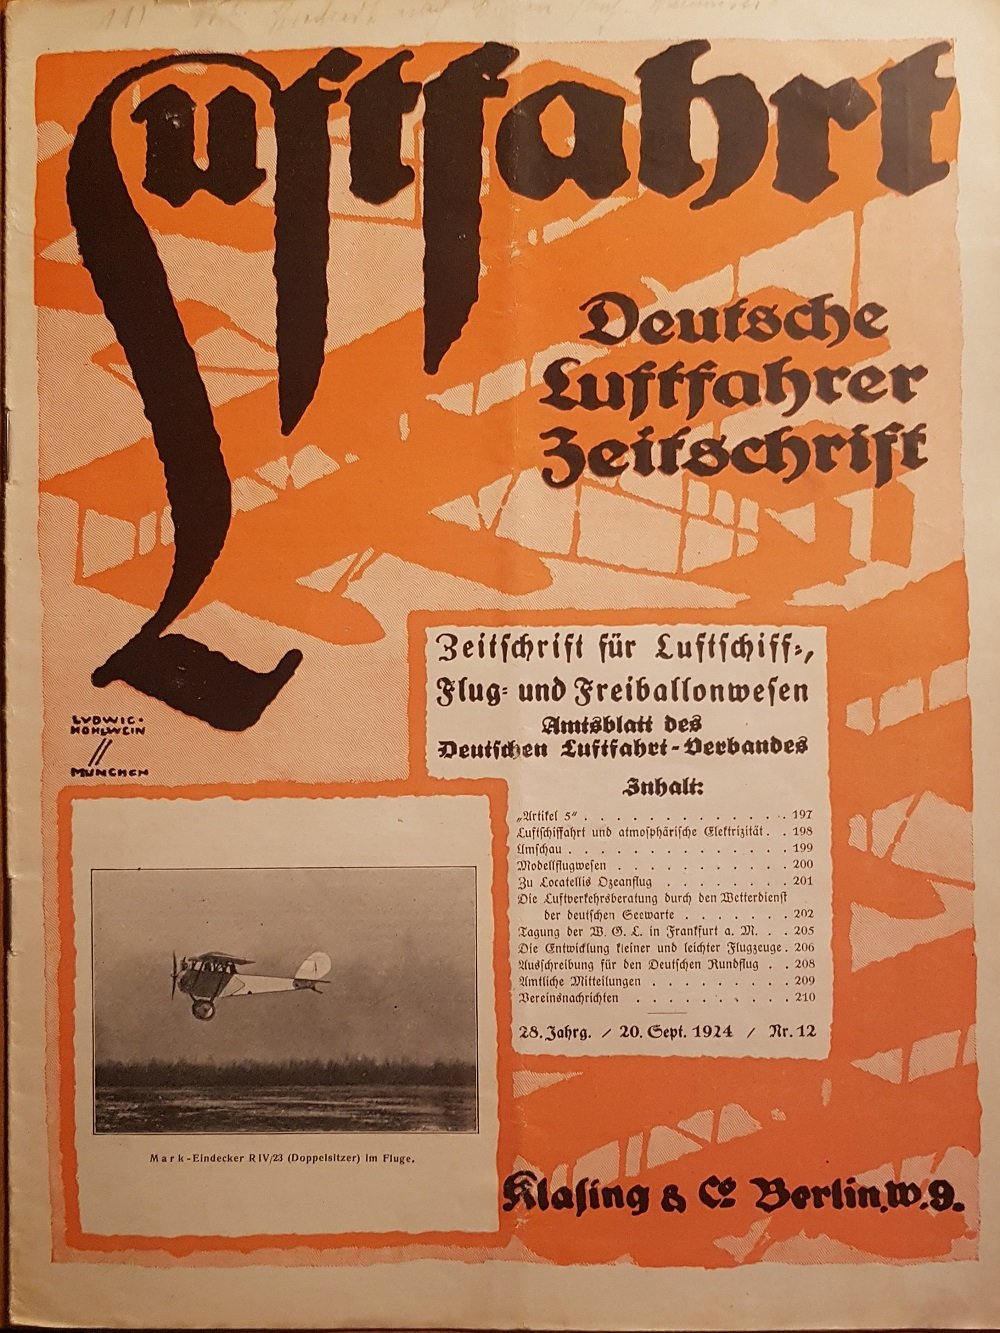 Luftfahrt
Deutsche
Luftfahrer
Zeitschrift
LVDWIG·
HOHLWEIN
MUNCHEN
Zeitschrift für Luftschiff-,
Flug- und Freiballonwesen
Amtsblatt des
Deutschen Luftfahrt-Verbandes
Inhalt:
„Artikel 5“ . . . . . . . . . . . . . 197
Luftschiffahrt und atmosphärische Elektrizität . . 198
Umschau . . . . . . . . . . . . . . 199
Modellflugwesen . . . . . . . . . . . 200
Zu Locatellis Ozeanflug . . . . . . . . 201
Die Luftverkehrsberatung durch den Wetterdienst
der deutschen Seewarte . . . . . . . 202
Tagung der W. G. L. in Frankfurt a. M. . . 205
Die Entwicklung kleiner und leichter Flugzeuge . 206
Ausschreibung für den Deutschen Rundflug . . 208
Amtliche Mitteilungen . . . . . . . . . 209
Vereinsnachrichten . . . . . . . . . . 210
28. Jahrg. / 20. Sept. 1924 / Nr. 12
Mark-Eindecker R IV/23 (Doppelsitzer) im Fluge.
Klasing & Co Berlin, W. 9.